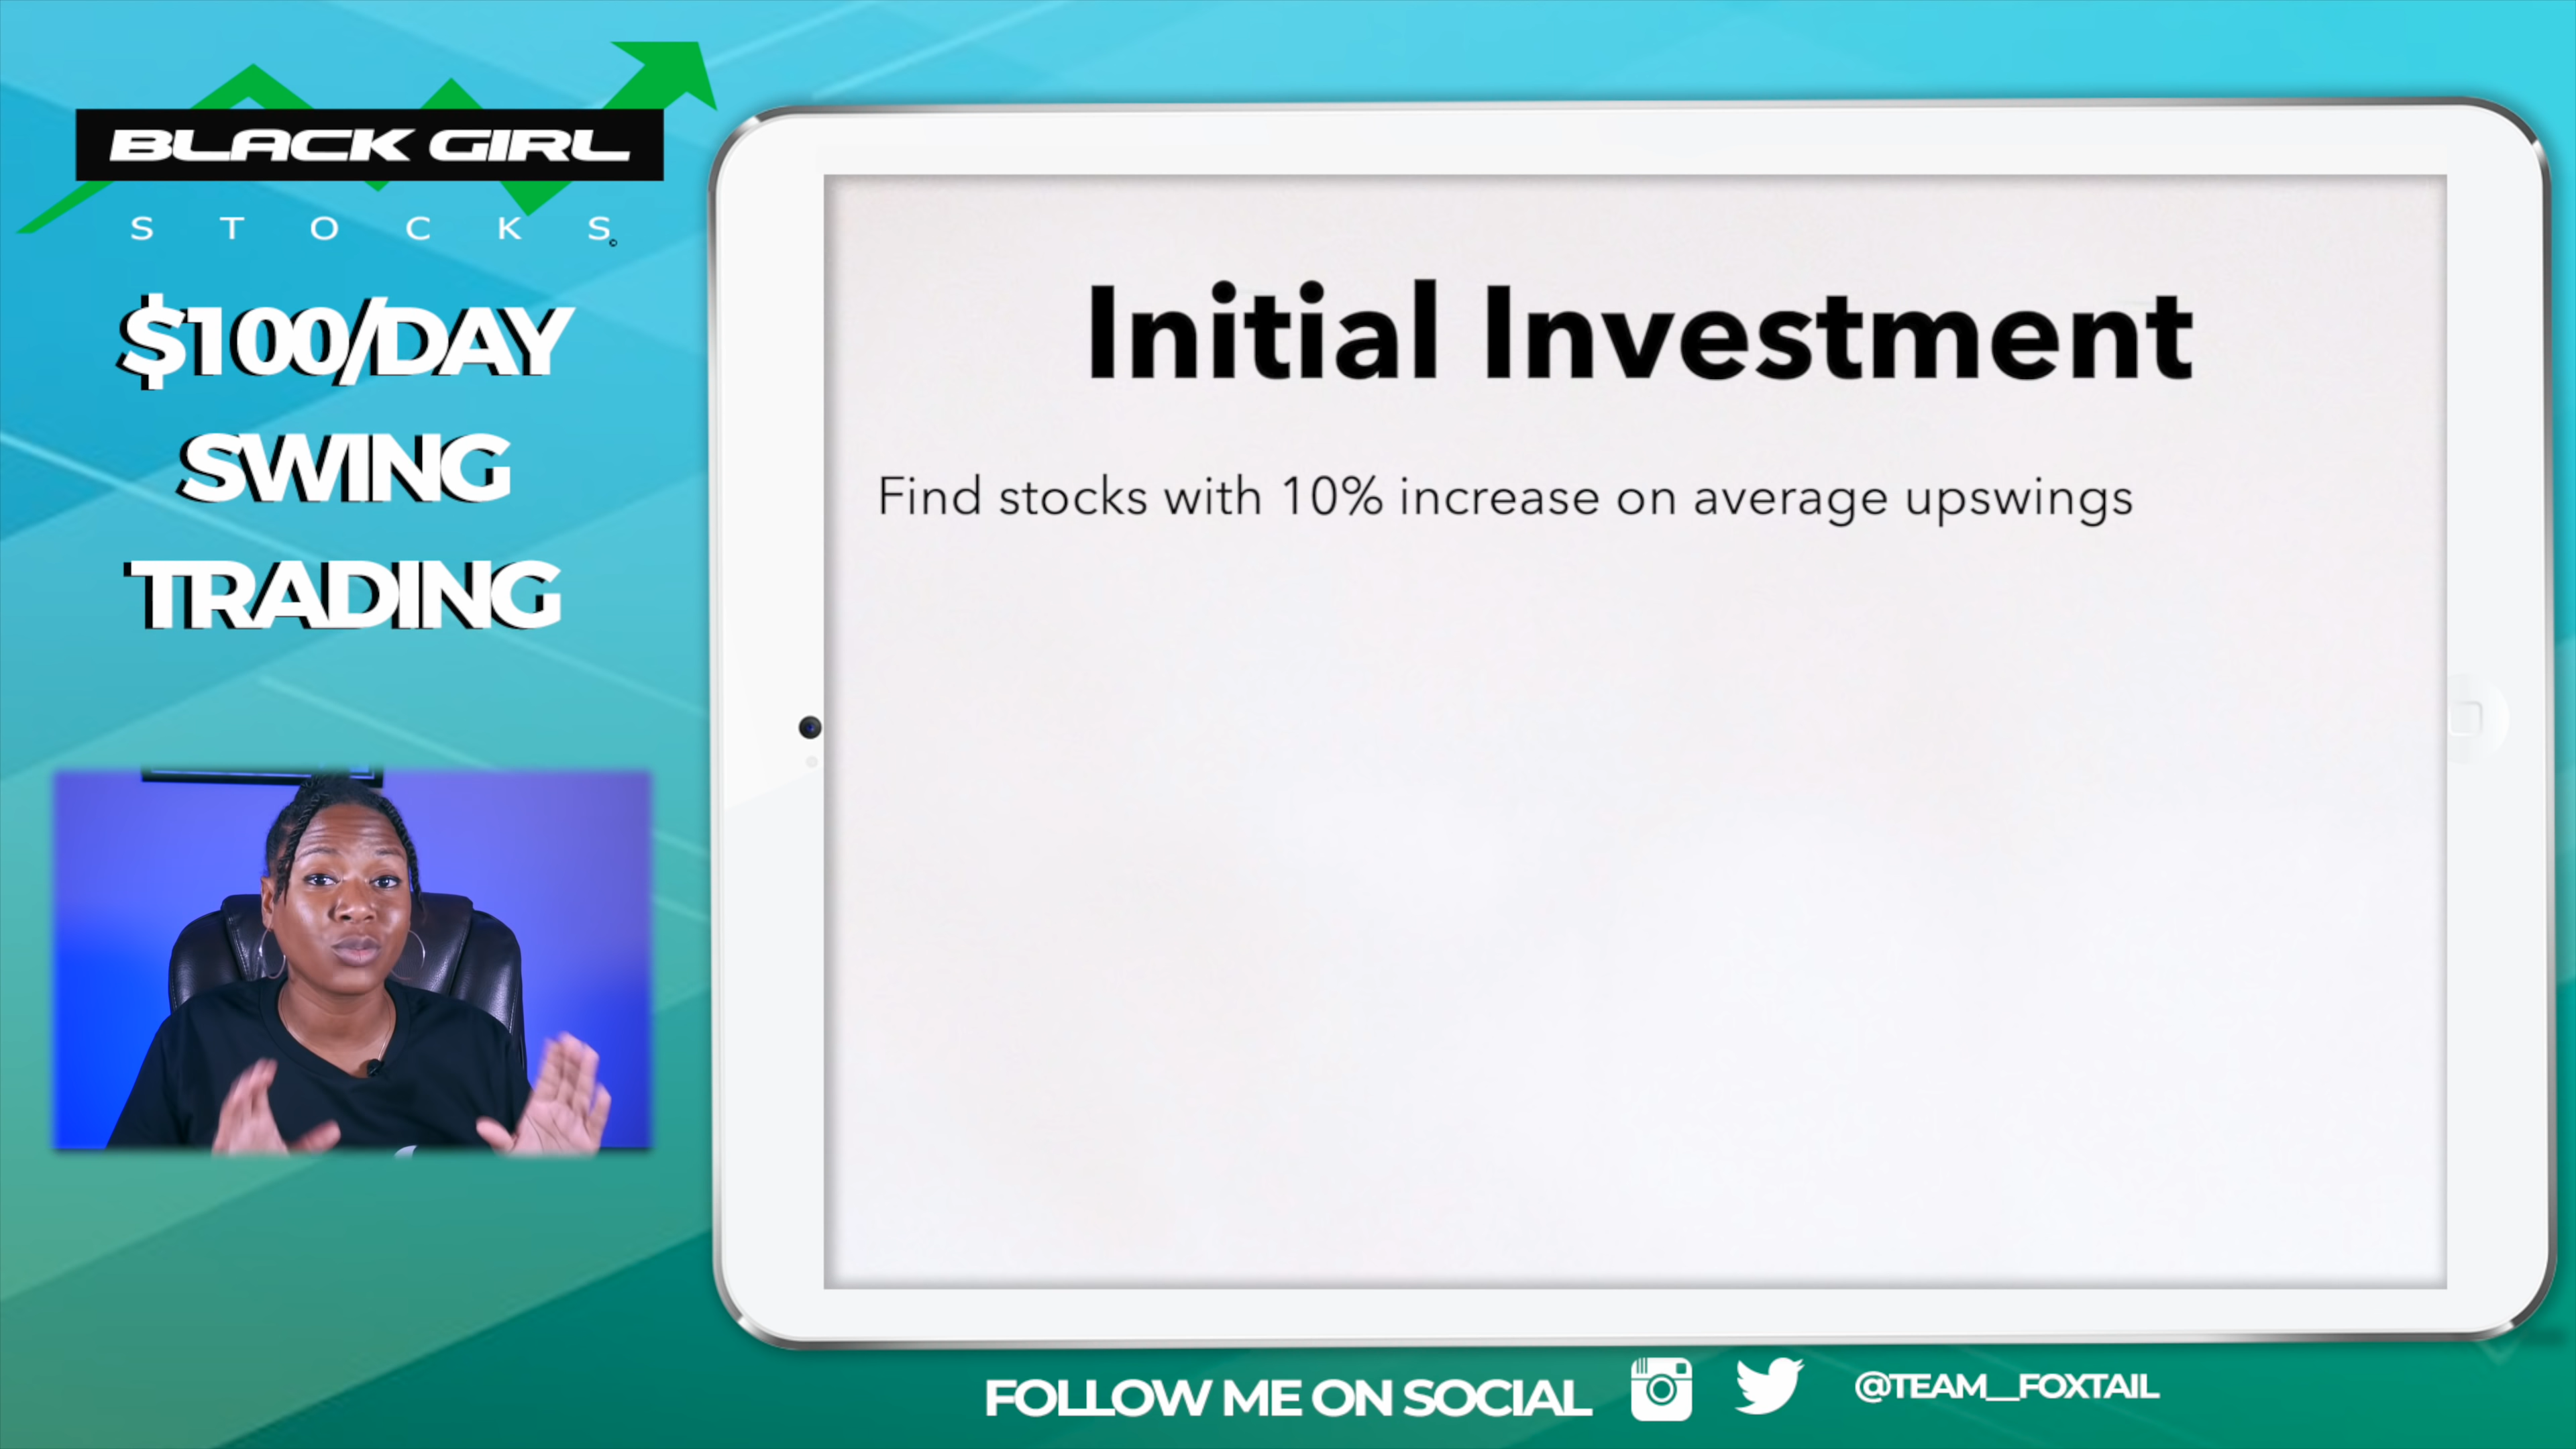 BLACK GIRL
STOCKS
$100/DAY
SWING
TRADING
Initial Investment
Find stocks with 10% increase on average upswings
FOLLOW ME ON SOCIAL
@TEAM__FOXTAIL